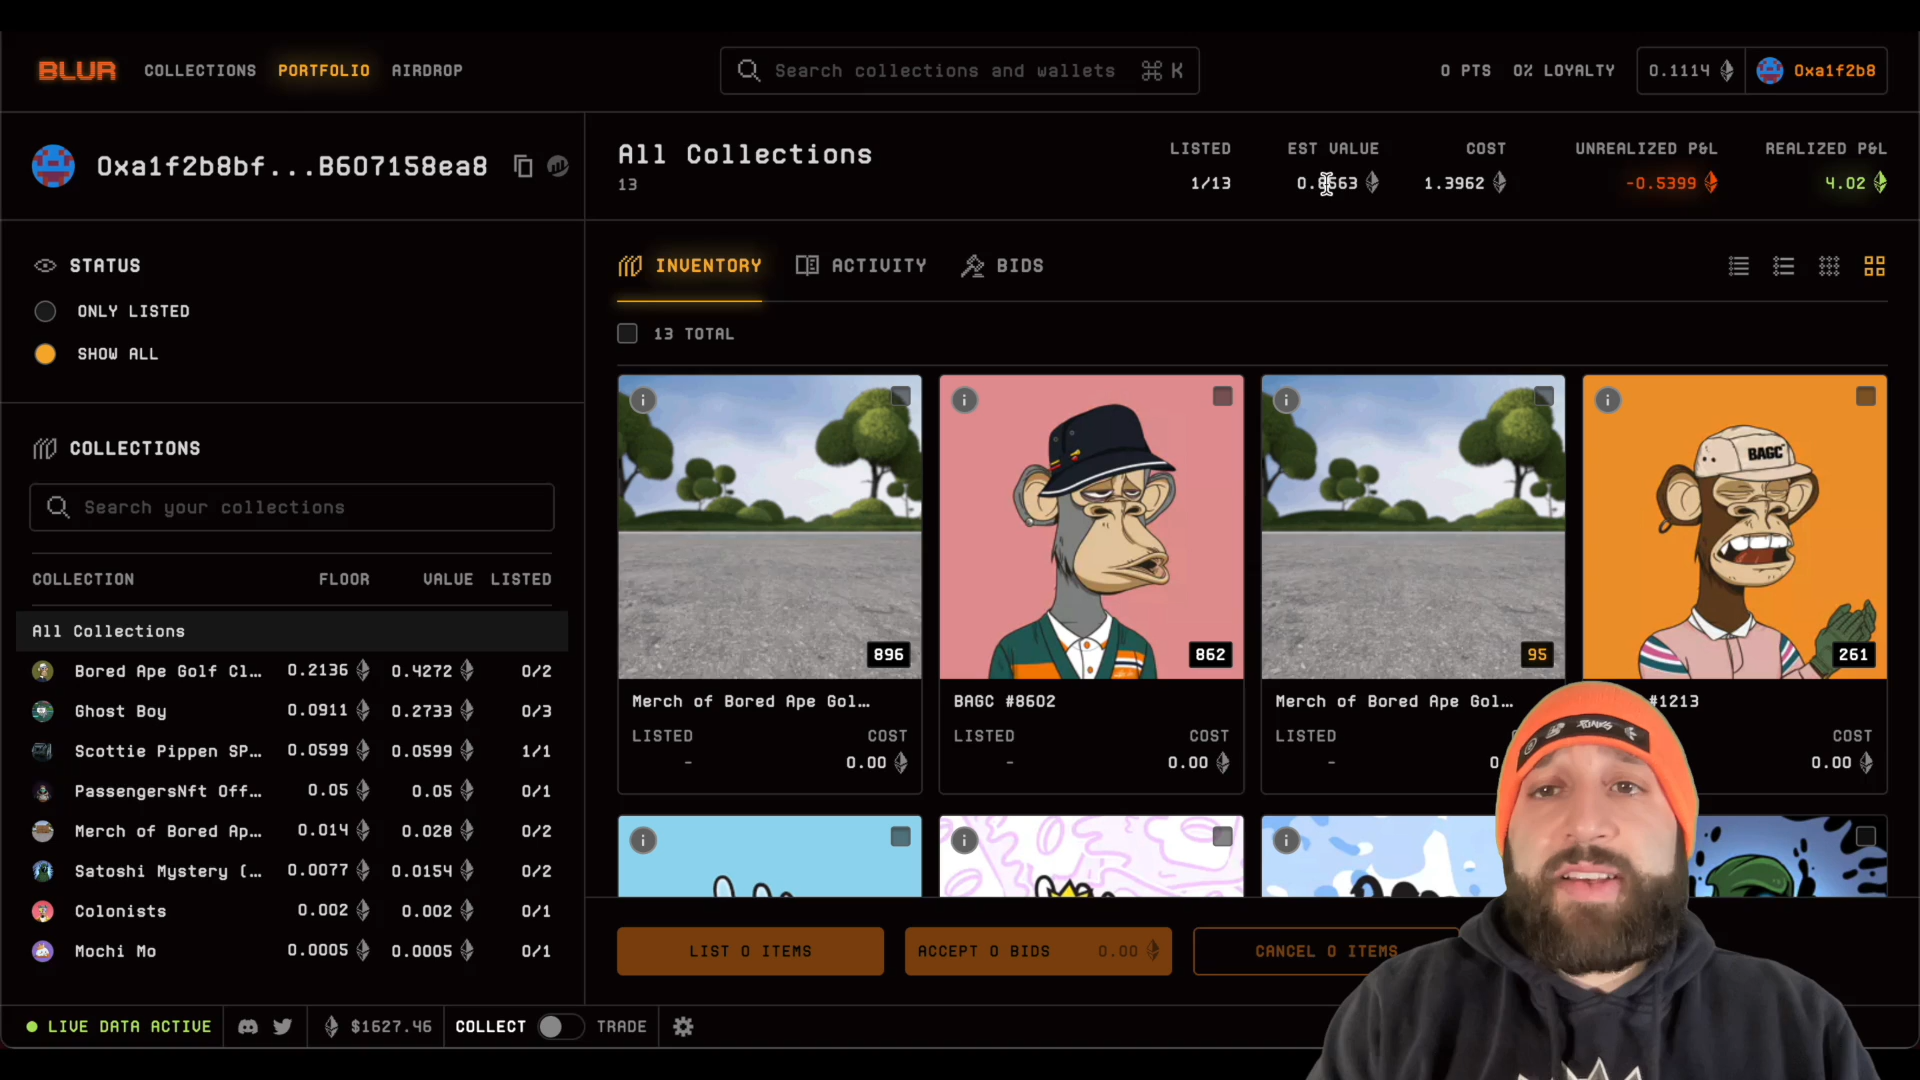 BLUR COLLECTIONS PORTFOLIO AIRDROP Search collections and wallets ⌘ K 0 PTS 0% LOYALTY 0.1114 0xa1f2b8
0xa1f2b8bf...B607158ea8
All Collections
13
LISTED EST VALUE COST UNREALIZED P&L REALIZED P&L
1/13 1.3962 -0.5399 4.02
STATUS
ONLY LISTED
SHOW ALL
INVENTORY ACTIVITY BIDS
13 TOTAL
COLLECTIONS
Search your collections
COLLECTION FLOOR VALUE LISTED
All Collections
Bored Ape Golf Cl... 0.2136 0.4272 0/2
Ghost Boy 0.0911 0.2733 0/3
Scottie Pippen SP... 0.0599 0.0599 1/1
PassengersNft Off... 0.05 0.05 0/1
Merch of Bored Ap... 0.014 0.028 0/2
Satoshi Mystery (... 0.0077 0.0154 0/2
Colonists 0.002 0.002 0/1
Mochi Mo 0.0005 0.0005 0/1
896
Merch of Bored Ape Gol...
LISTED COST
- 0.00
862
BAGC #8602
LISTED COST
- 0.00
95
Merch of Bored Ape Gol...
LISTED
-
BAGC
261
#1213
COST
0.00
LIST 0 ITEMS
ACCEPT 0 BIDS 0.00
CANCEL 0 ITEMS
LIVE DATA ACTIVE $1627.46 COLLECT TRADE